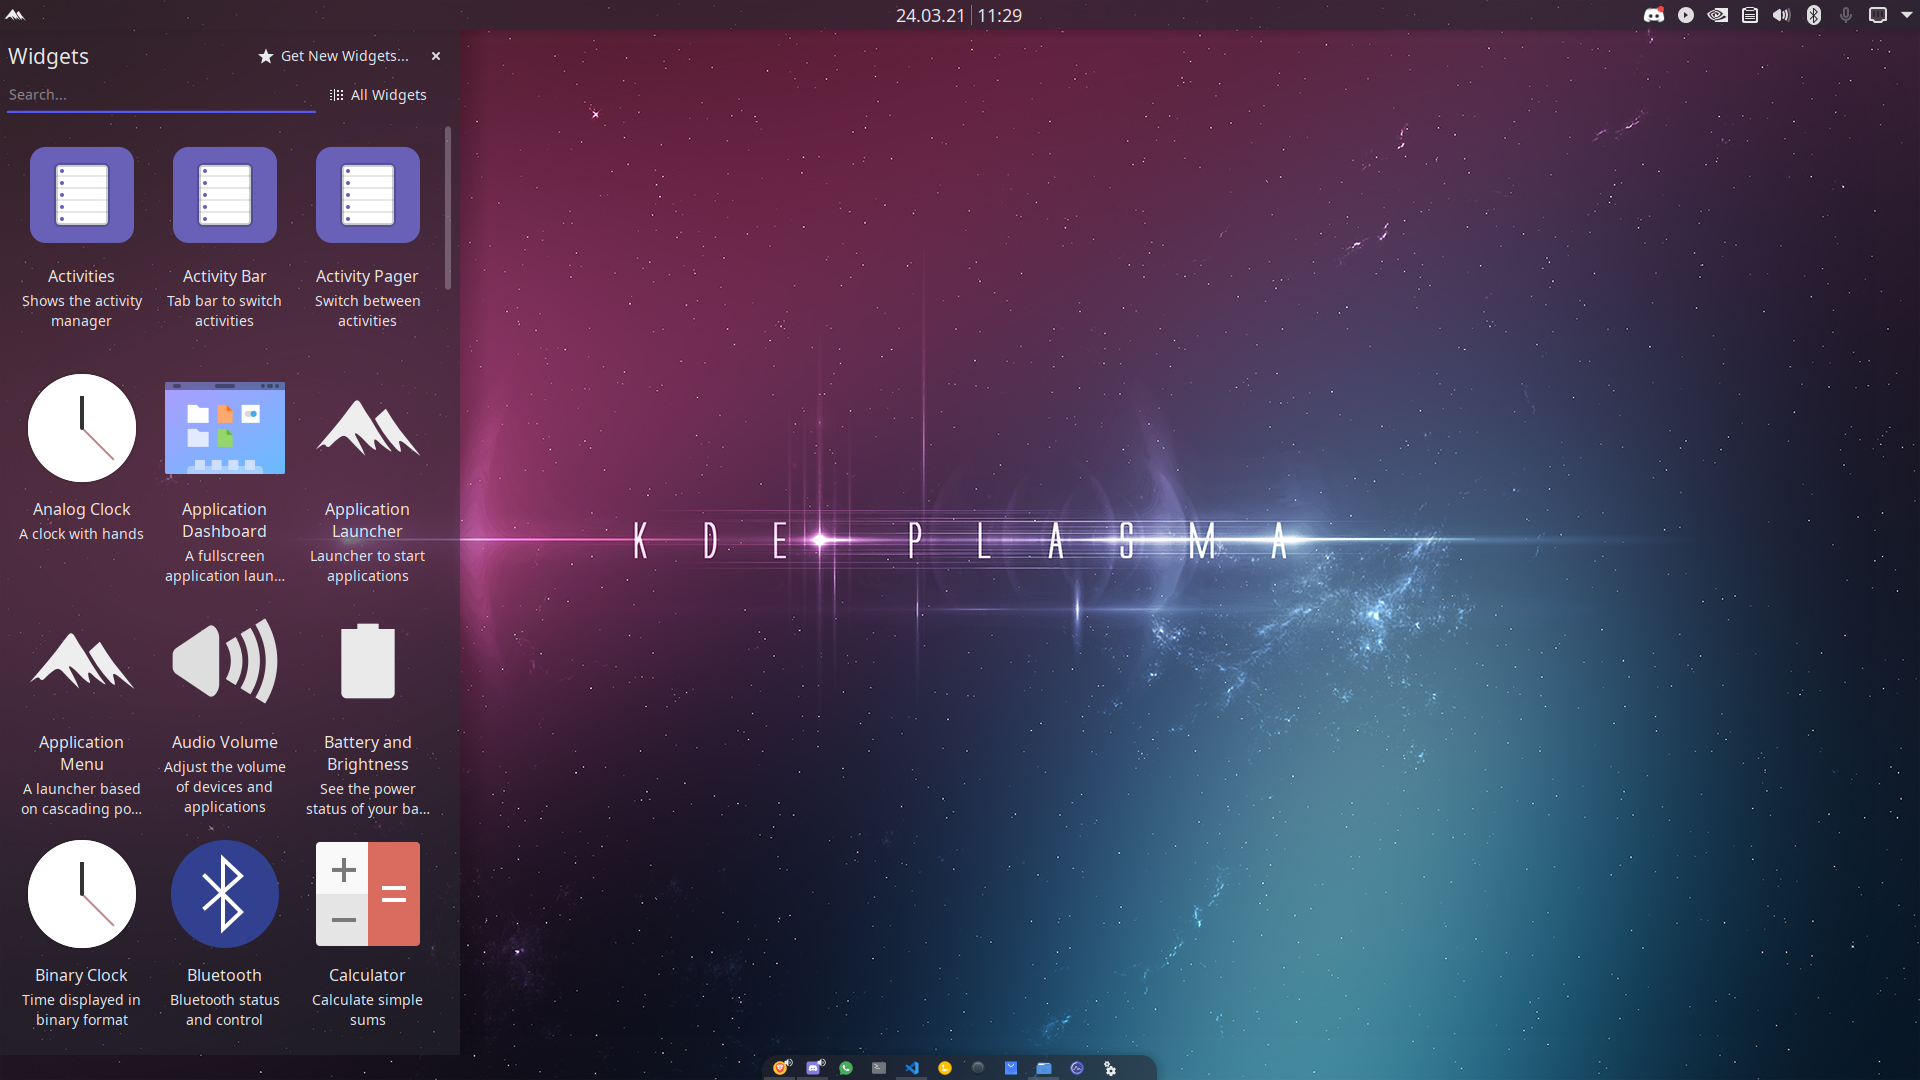 24.03.21 11:29
Widgets
Get New Widgets...
Search...
All Widgets
Activities
Shows the activity
manager
Activity Bar
Tab bar to switch
activities
Activity Pager
Switch between
activities
Analog Clock
A clock with hands
Application
Dashboard
A fullscreen
application laun...
Application
Launcher
Launcher to start
applications
Application
Menu
A launcher based
on cascading po...
Audio Volume
Adjust the volume
of devices and
applications
Battery and
Brightness
See the power
status of your ba...
Binary Clock
Time displayed in
binary format
Bluetooth
Bluetooth status
and control
Calculator
Calculate simple
sums
KDE PLASMA